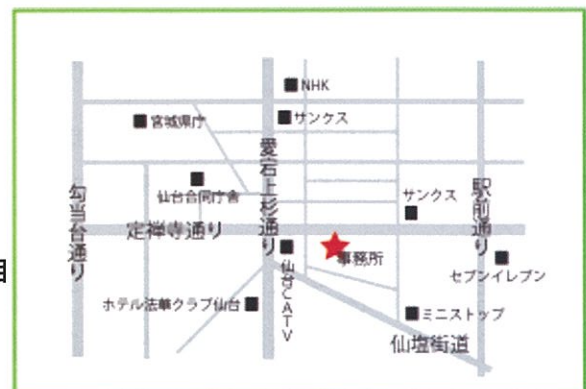 NHK
宮城県庁
サンクス
愛宕上杉通り
仙台合同庁舎
サンクス
駅前通り
勾当台通り
定禅寺通り
事務所
仙台CATV
セブンイレブン
ホテル法華クラブ仙台
ミニストップ
仙塩街道
目